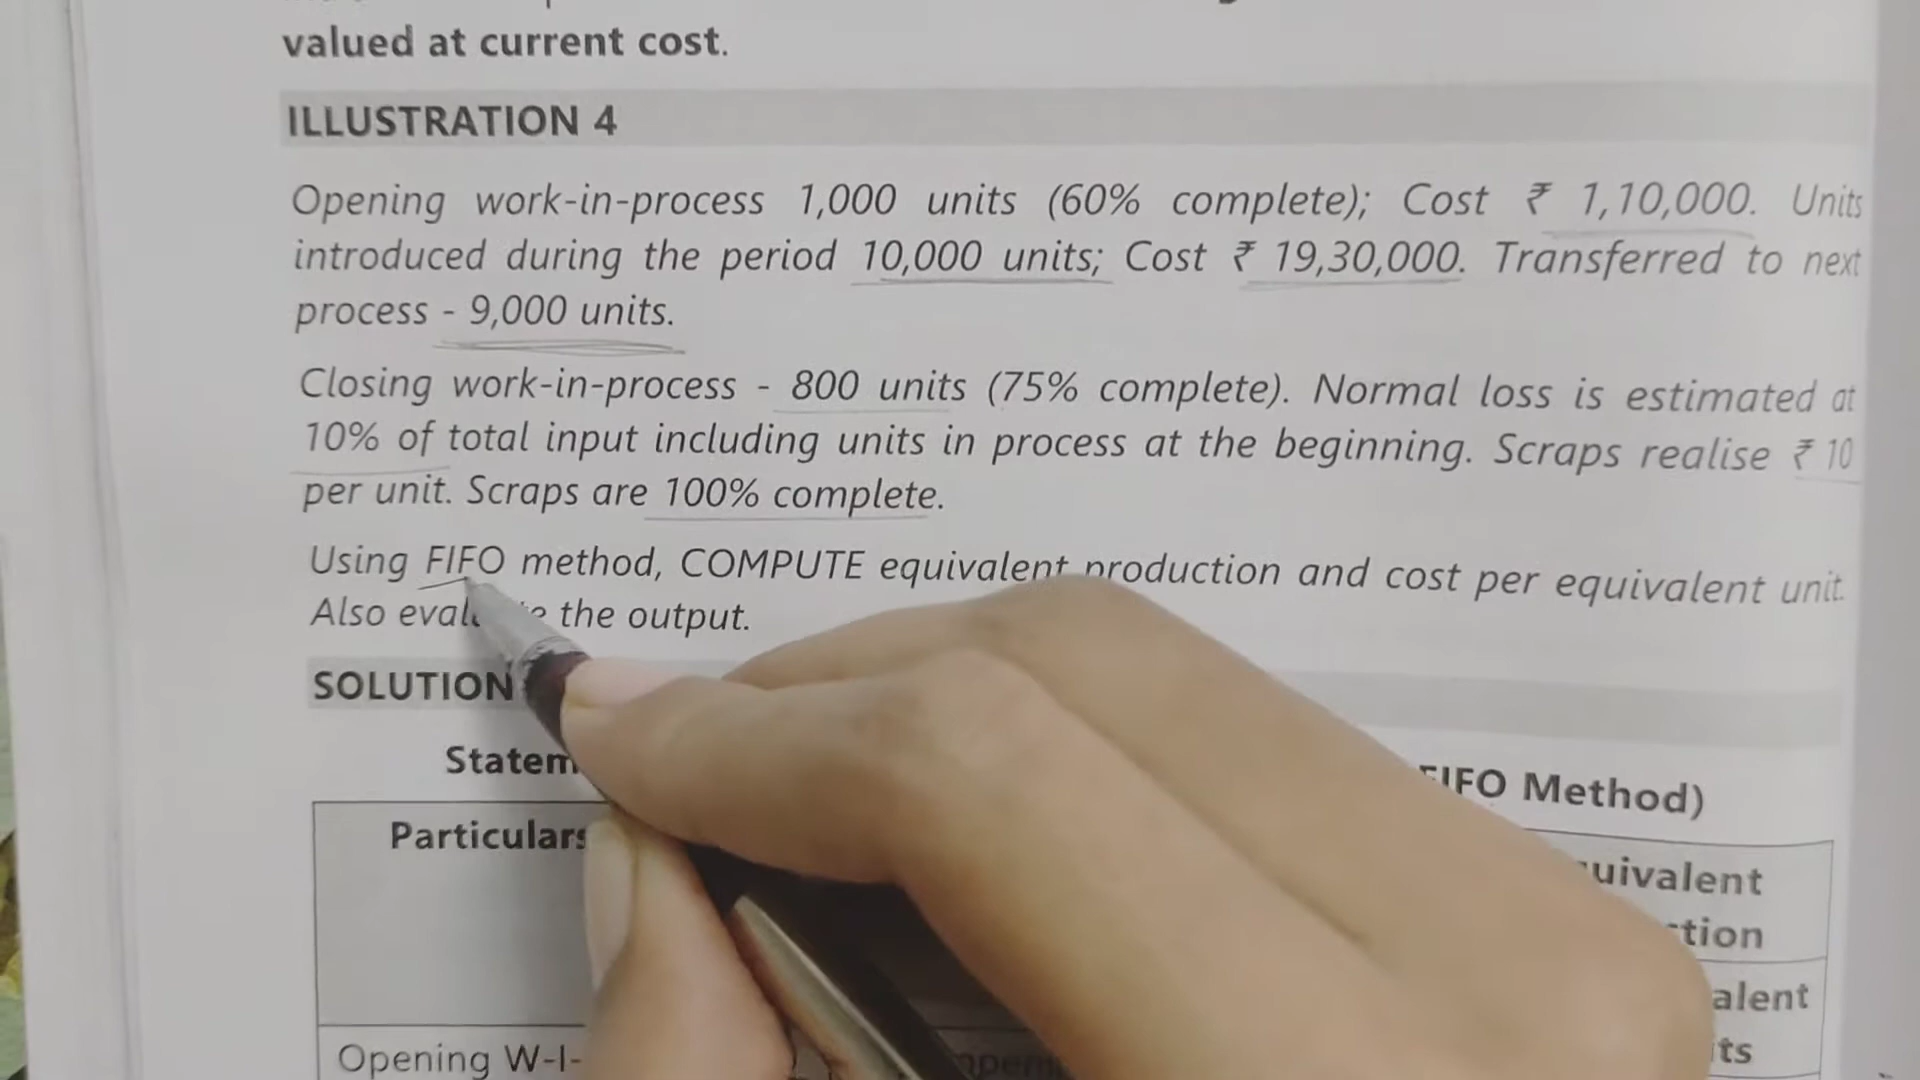 valued at current cost.
ILLUSTRATION 4
Opening work-in-process 1,000 units (60% complete); Cost ₹ 1,10,000. Units
introduced during the period 10,000 units; Cost ₹ 19,30,000. Transferred to next
process - 9,000 units.
Closing work-in-process - 800 units (75% complete). Normal loss is estimated at
10% of total input including units in process at the beginning. Scraps realise ₹ 10
per unit. Scraps are 100% complete.
Using FIFO method, COMPUTE equivalent production and cost per equivalent unit.
Also the output.
SOLUTION
FIFO Method)
Particulars
Opening W-I-